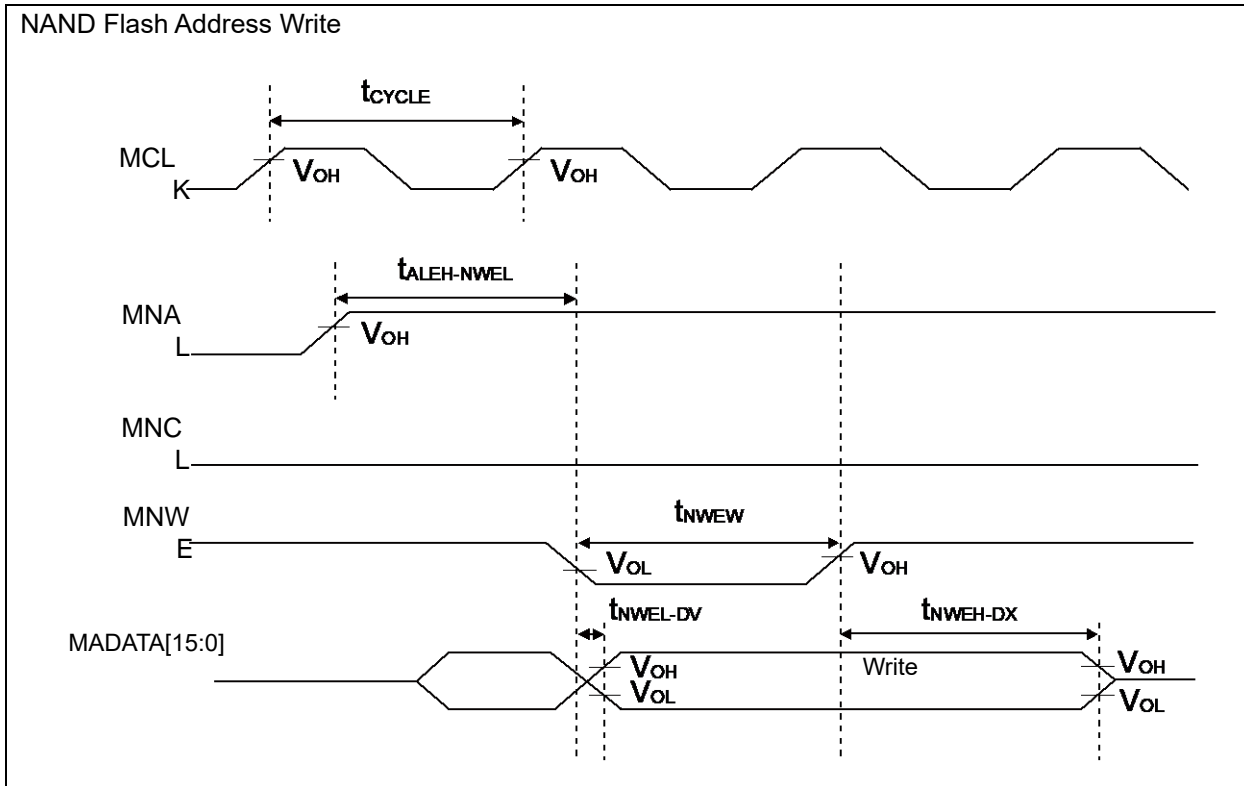 NAND Flash Address Write
tCYCLE
MCL
K
VOH
VOH
tALEH-NWEL
MNA
L
VOH
MNC
L
tNWEW
MNW
E
VOL
VOH
tNWEL-DV
tNWEH-DX
MADATA[15:0]
VOH
Write
VOH
VOL
VOL